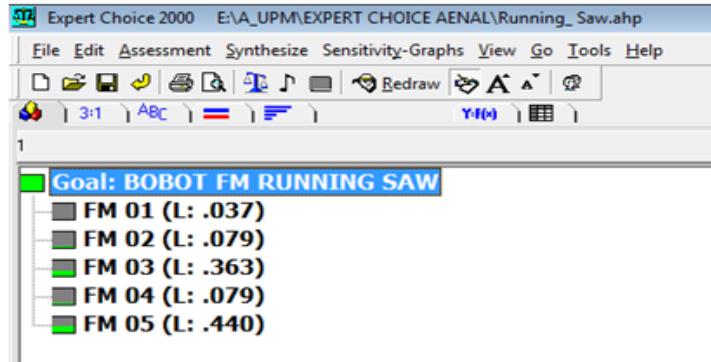 Expert Choice 2000 E:\A_UPM\EXPERT CHOICE AENAL\Running_ Saw.ahp
File Edit Assessment Synthesize Sensitivity-Graphs View Go Tools Help
Redraw A A
3:1 ABC Y=F(x)
1
Goal: BOBOT FM RUNNING SAW
FM 01 (L: .037)
FM 02 (L: .079)
FM 03 (L: .363)
FM 04 (L: .079)
FM 05 (L: .440)